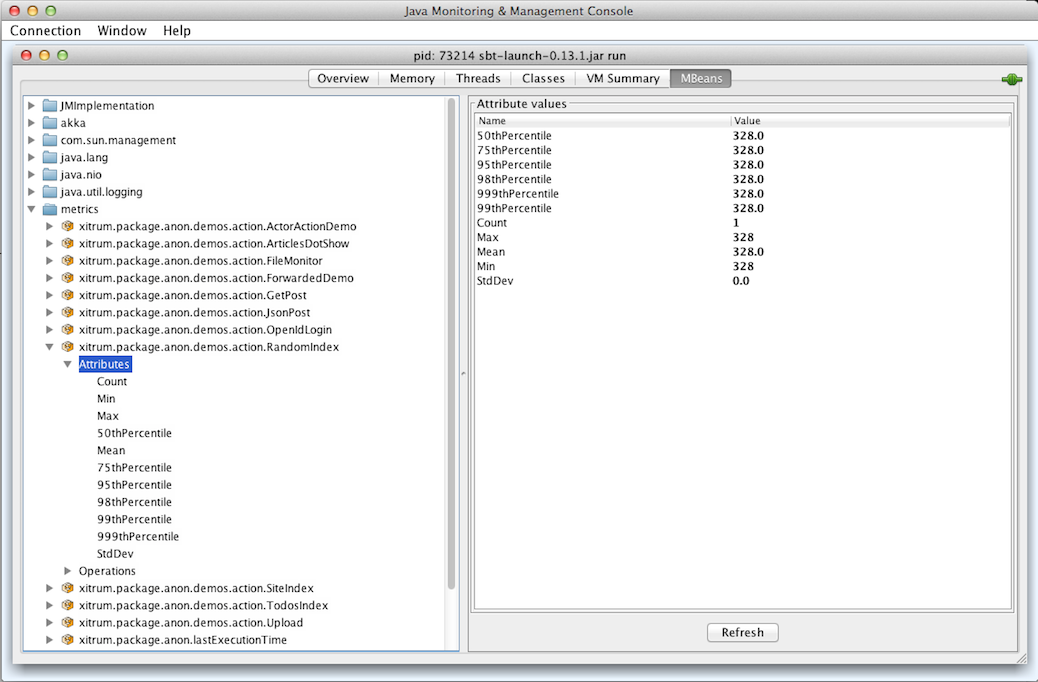 Java Monitoring & Management Console
Connection Window Help
pid: 73214 sbt-launch-0.13.1.jar run
Overview Memory Threads Classes VM Summary MBeans
JMImplementation
akka
com.sun.management
java.lang
java.nio
java.util.logging
metrics
xitrum.package.anon.demos.action.ActorActionDemo
xitrum.package.anon.demos.action.ArticlesDotShow
xitrum.package.anon.demos.action.FileMonitor
xitrum.package.anon.demos.action.ForwardedDemo
xitrum.package.anon.demos.action.GetPost
xitrum.package.anon.demos.action.JsonPost
xitrum.package.anon.demos.action.OpenIdLogin
xitrum.package.anon.demos.action.RandomIndex
Attributes
Count
Min
Max
50thPercentile
Mean
75thPercentile
95thPercentile
98thPercentile
99thPercentile
999thPercentile
StdDev
Operations
xitrum.package.anon.demos.action.SiteIndex
xitrum.package.anon.demos.action.TodosIndex
xitrum.package.anon.demos.action.Upload
xitrum.package.anon.lastExecutionTime
Attribute values
Name Value
50thPercentile 328.0
75thPercentile 328.0
95thPercentile 328.0
98thPercentile 328.0
999thPercentile 328.0
99thPercentile 328.0
Count 1
Max 328
Mean 328.0
Min 328
StdDev 0.0
Refresh